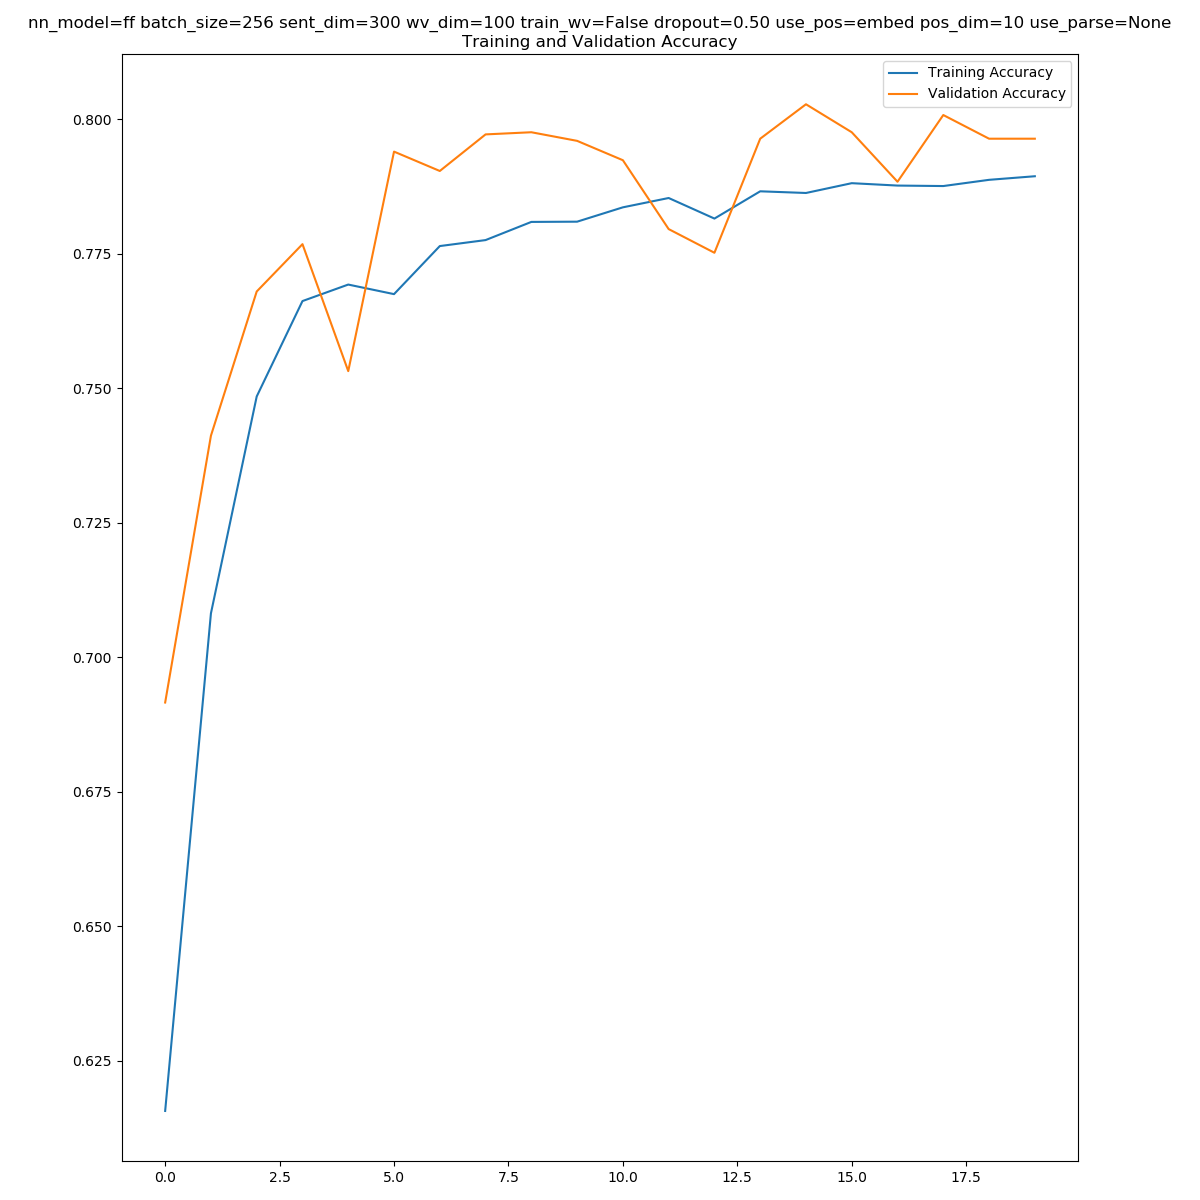 nn_model=ff batch_size=256 sent_dim=300 wv_dim=100 train_wv=False dropout=0.50 use_pos=embed pos_dim=10 use_parse=None
Training and Validation Accuracy
Training Accuracy
Validation Accuracy
0.800
0.775
0.750
0.725
0.700
0.675
0.650
0.625
0.0 2.5 5.0 7.5 10.0 12.5 15.0 17.5